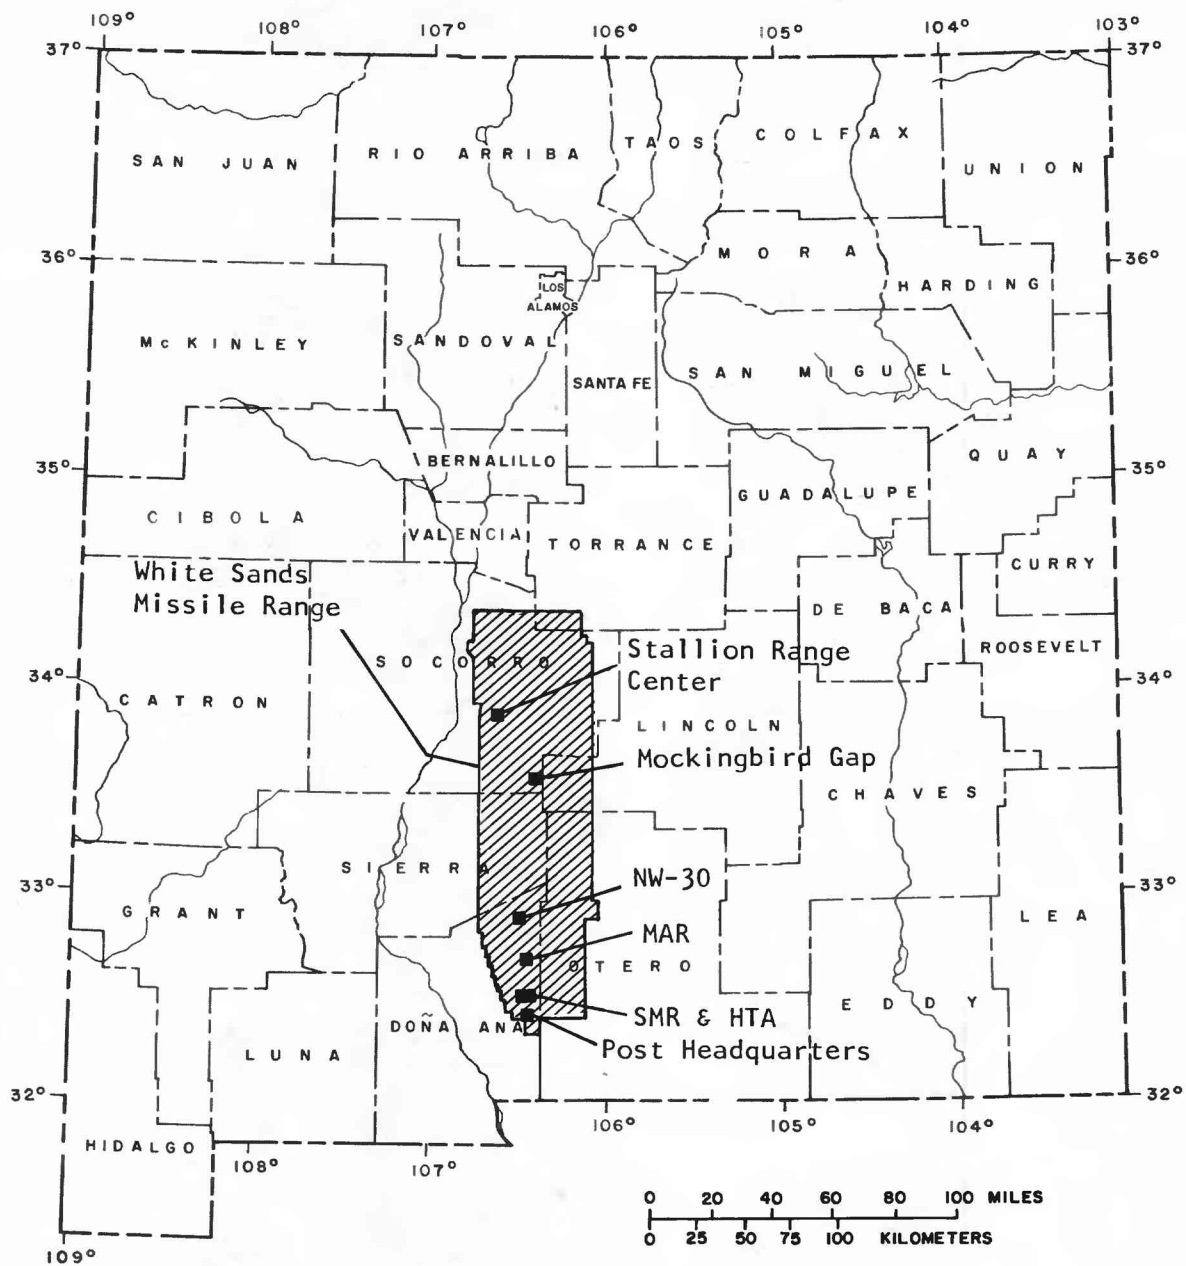 109°
108°
107°
106°
105°
104°
103°
37°
37°
SAN JUAN
RIO ARRIBA
TAOS
COLFAX
UNION
36°
36°
MORA
HARDING
LOS
ALAMOS
McKINLEY
SANDOVAL
SANTA FE
SAN MIGUEL
35°
35°
BERNALILLO
QUAY
GUADALUPE
CIBOLA
VALENCIA
TORRANCE
CURRY
White Sands
Missile Range
DE BACA
ROOSEVELT
SOCORRO
Stallion Range
Center
34°
34°
CATRON
LINCOLN
Mockingbird Gap
CHAVES
SIERRA
33°
33°
NW-30
GRANT
LEA
MAR
OTERO
EDDY
SMR & HTA
DOÑA ANA
Post Headquarters
LUNA
32°
32°
106°
105°
104°
HIDALGO
108°
107°
109°
0 20 40 60 80 100 MILES
0 25 50 75 100 KILOMETERS